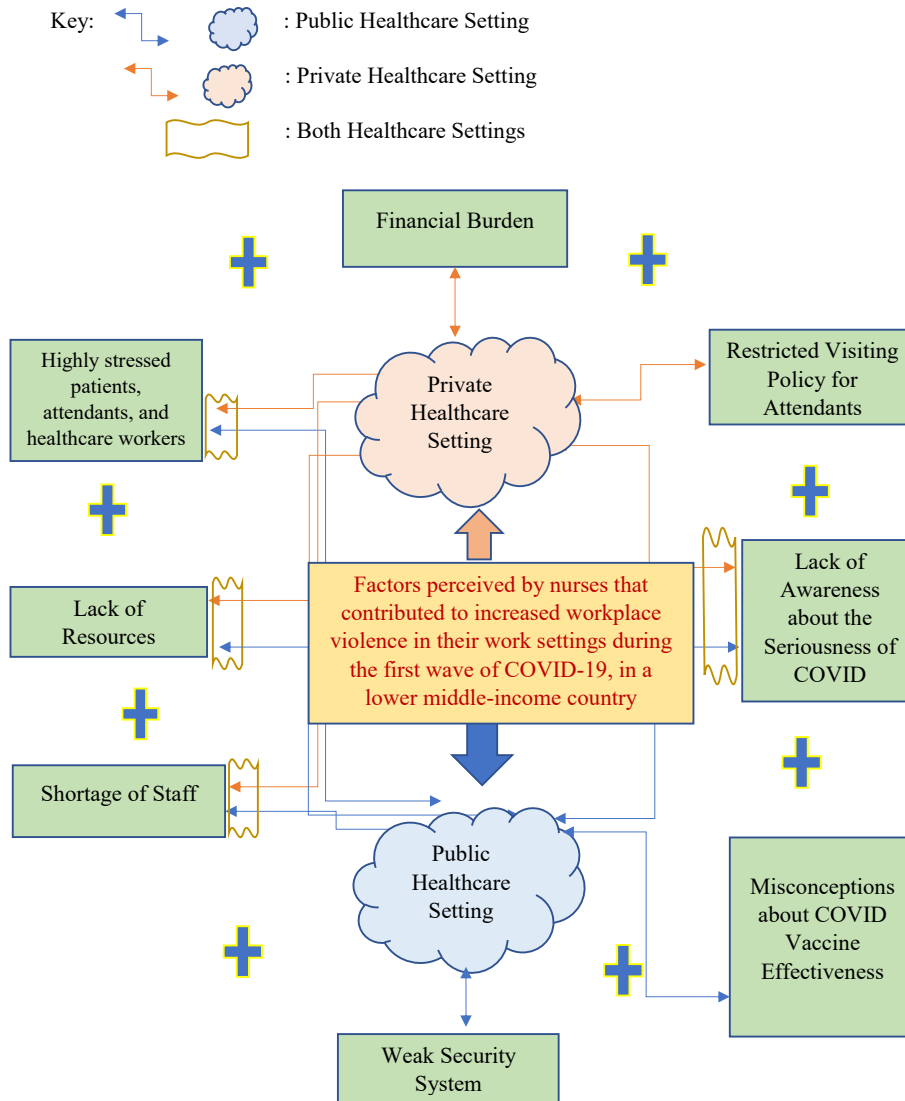 Key:
: Public Healthcare Setting
: Private Healthcare Setting
: Both Healthcare Settings
Financial Burden
Highly stressed
patients,
attendants, and
healthcare workers
Private
Healthcare
Setting
Restricted Visiting
Policy for
Attendants
Lack of
Resources
Factors perceived by nurses that
contributed to increased workplace
violence in their work settings during
the first wave of COVID-19, in a
lower middle-income country
Lack of
Awareness about
the
Seriousness of
COVID
Shortage of Staff
Public
Healthcare
Setting
Misconceptions
about COVID
Vaccine
Effectiveness
Weak Security
System